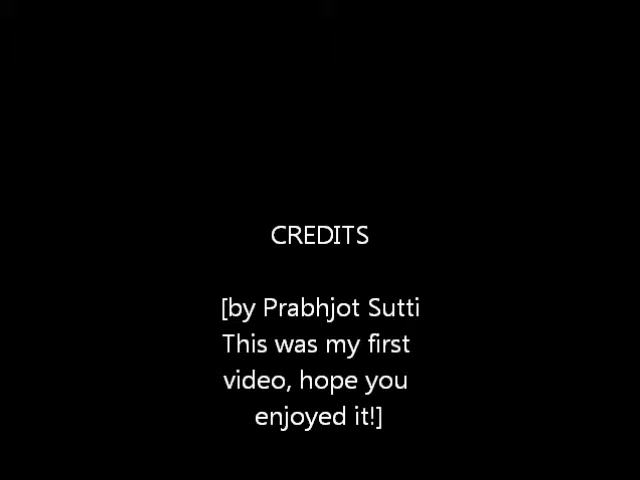 CREDITS
[by Prabhjot Sutti
This was my first
video, hope you
enjoyed it!]